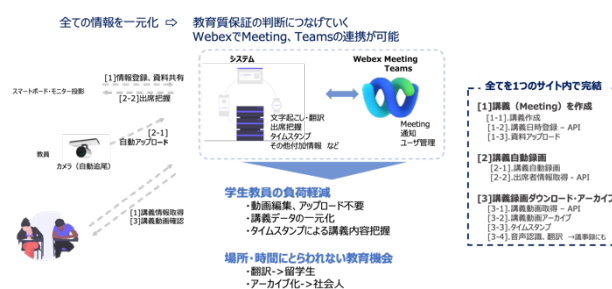 全ての情報を一元化 ⇨ 教育質保証の判断につなげていく
WebexでMeeting、Teamsの連携が可能
[1]情報登録、資料共有
スマートボード・モニター投影
[2-2]出席把握
[2-1]
自動アップロード
教員
カメラ（自動追尾）
[1]講義情報取得
[3]講義動画確認
システム
文字起こし・翻訳
出席把握
タイムスタンプ
その他付加情報 など
Webex Meeting
Teams
Meeting
通知
ユーザ管理
学生教員の負荷軽減
・動画編集、アップロード不要
・講義データの一元化
・タイムスタンプによる講義内容把握
場所・時間にとらわれない教育機会
・翻訳->留学生
・アーカイブ化->社会人
全てを1つのサイト内で完結
[1]講義（Meeting）を作成
[1-1].講義作成
[1-2].講義日時登録 – API
[1-3].資料アップロード
[2]講義自動録画
[2-1].講義自動録画
[2-2].出席者情報取得 - API
[3]講義録画ダウンロード・アーカイブ
[3-1].講義動画取得 – API
[3-2].講義動画アーカイブ
[3-3].タイムスタンプ
[3-4].音声認識、翻訳 →議事録にも